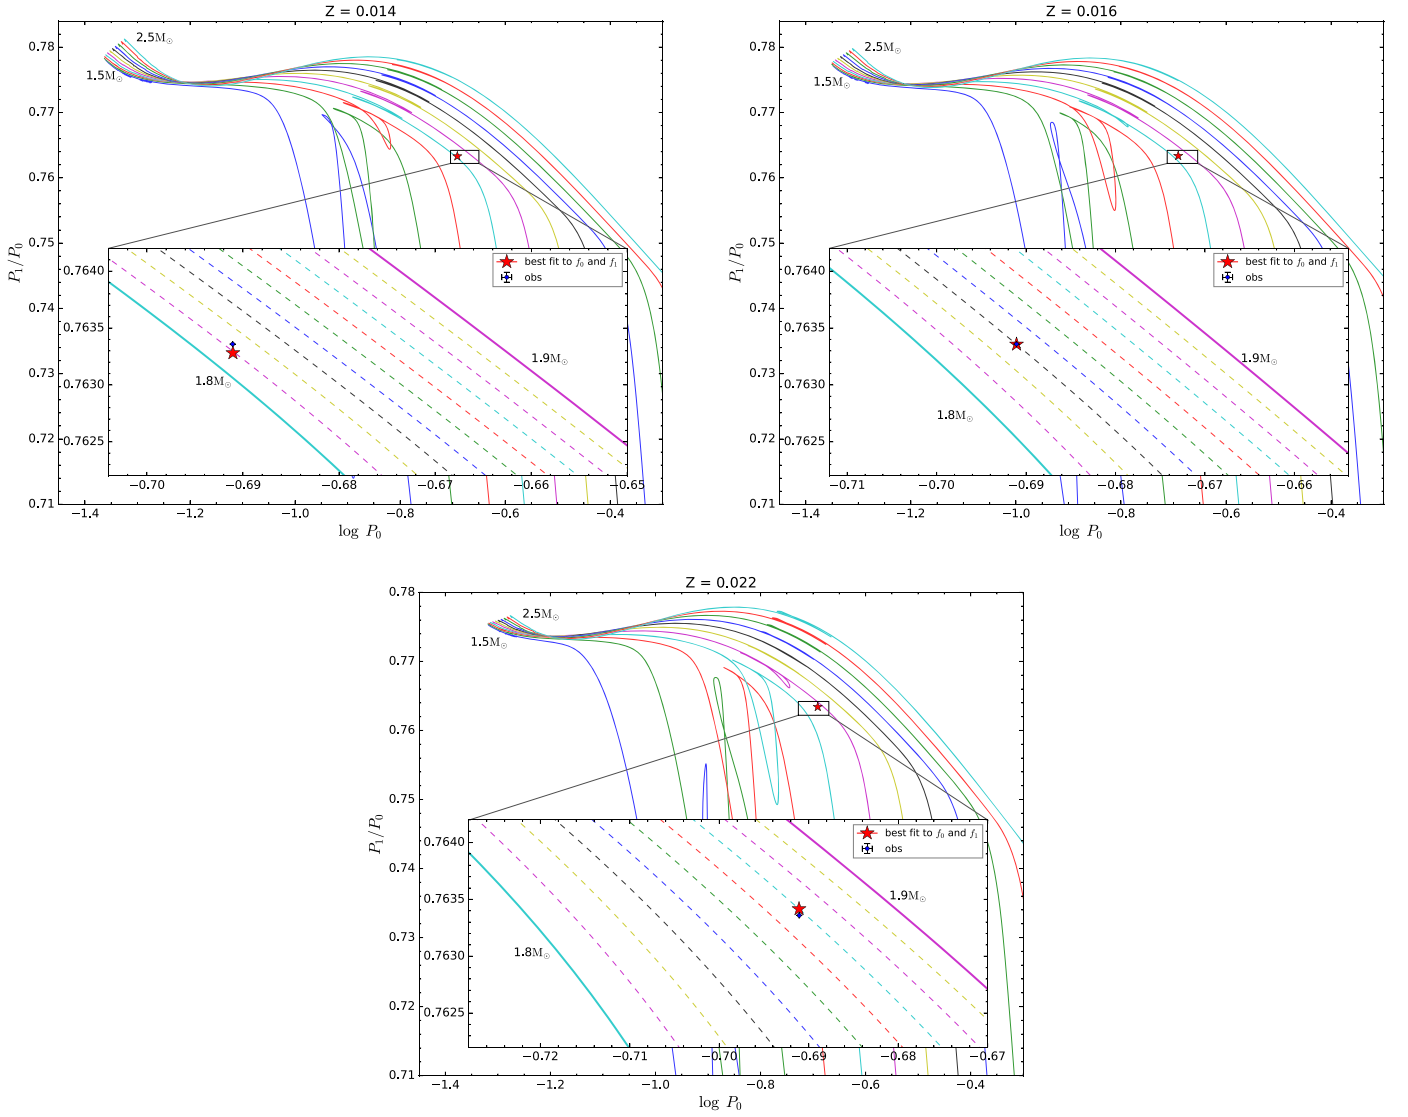 Z = 0.014
0.78
0.77
0.76
0.75
0.74
0.73
0.72
0.71
P₁/P₀
2.5M⊙
1.5M⊙
best fit to f₀ and f₁
obs
0.7640
0.7635
0.7630
0.7625
1.9M⊙
1.8M⊙
−0.70 −0.69 −0.68 −0.67 −0.66 −0.65
−1.4 −1.2 −1.0 −0.8 −0.6 −0.4
log P₀
Z = 0.016
0.78
0.77
0.76
0.75
0.74
0.73
0.72
0.71
P₁/P₀
2.5M⊙
1.5M⊙
best fit to f₀ and f₁
obs
0.7640
0.7635
0.7630
0.7625
1.9M⊙
1.8M⊙
−0.71 −0.70 −0.69 −0.68 −0.67 −0.66
−1.4 −1.2 −1.0 −0.8 −0.6 −0.4
log P₀
Z = 0.022
0.78
0.77
0.76
0.75
0.74
0.73
0.72
0.71
P₁/P₀
2.5M⊙
1.5M⊙
best fit to f₀ and f₁
obs
0.7640
0.7635
0.7630
0.7625
1.9M⊙
1.8M⊙
−0.72 −0.71 −0.70 −0.69 −0.68 −0.67
−1.4 −1.2 −1.0 −0.8 −0.6 −0.4
log P₀